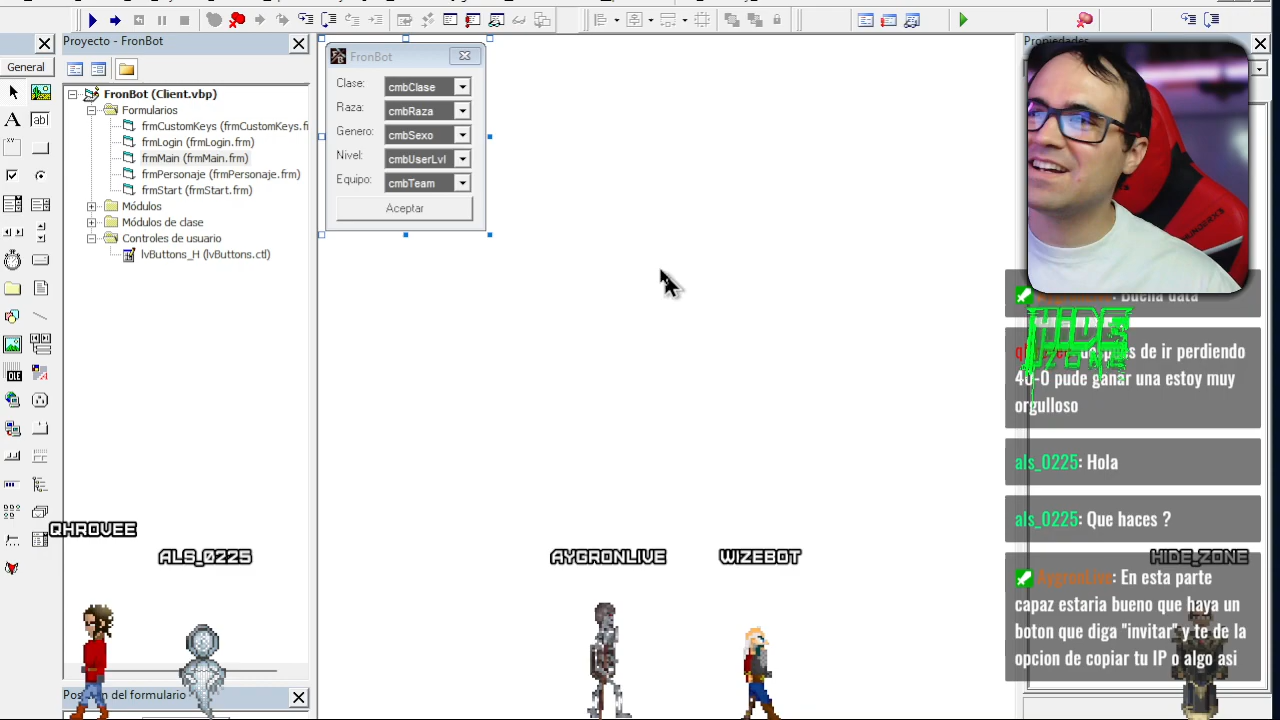 Proyecto - FronBot
General
FronBot (Client.vbp)
Formularios
frmCustomKeys (frmCustomKeys.fi
frmLogin (frmLogin.frm)
frmMain (frmMain.frm)
frmPersonaje (frmPersonaje.frm)
frmStart (frmStart.frm)
Módulos
Módulos de clase
Controles de usuario
lvButtons_H (lvButtons.ctl)
FronBot
Clase: cmbClase
Raza: cmbRaza
Genero: cmbSexo
Nivel: cmbUserLvl
Equipo: cmbTeam
Aceptar
Buena data
HIDE
ZONE
de ir perdiendo
40-0 pude ganar una estoy muy
orgulloso
als_0225: Hola
als_0225: Que haces ?
AygronLive: En esta parte
capaz estaria bueno que haya un
boton que diga "invitar" y te de la
opcion de copiar tu IP o algo asi
QHROVEE
ALS_0225
AYGRONLIVE
WIZEBOT
HIDE_ZONE
del formulario